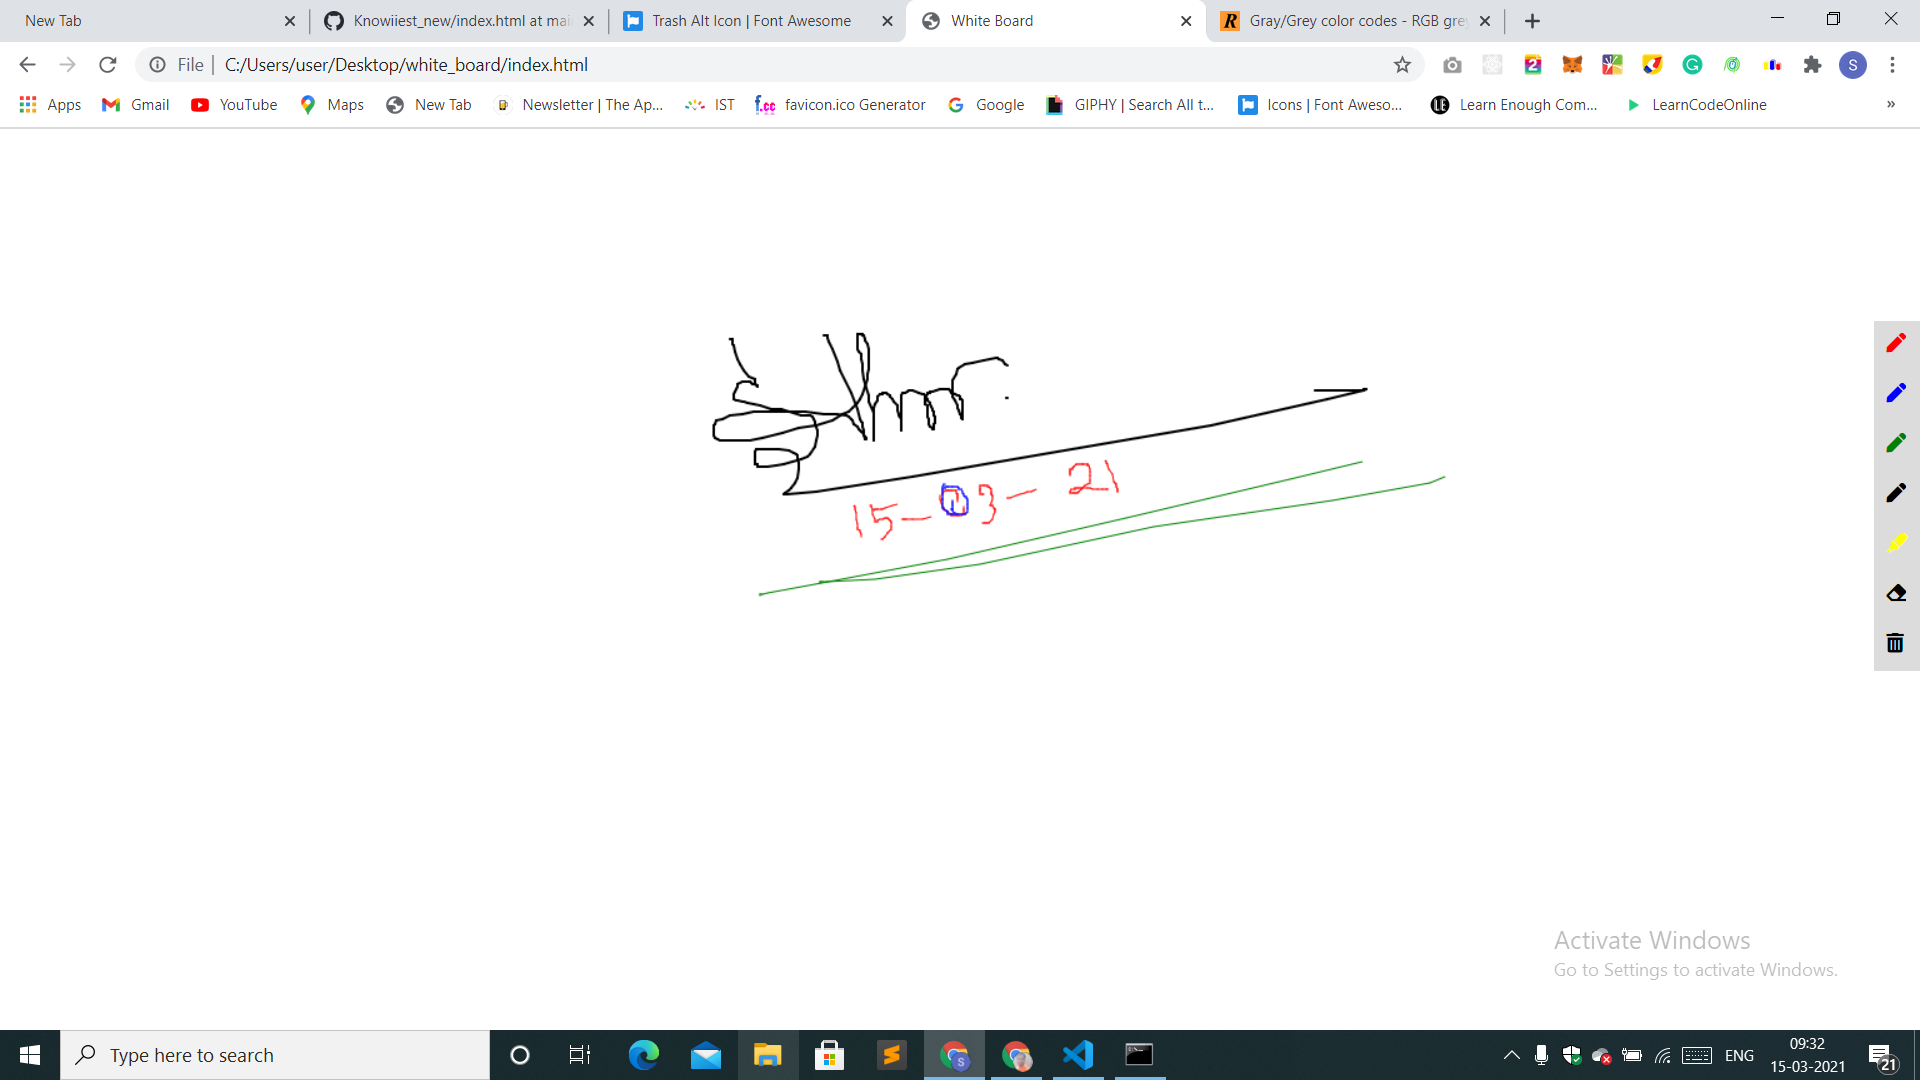 New Tab
Knowiiest_new/index.html at mai
Trash Alt Icon | Font Awesome
White Board
Gray/Grey color codes - RGB grey
File
C:/Users/user/Desktop/white_board/index.html
2
S
Apps
Gmail
YouTube
Maps
New Tab
Newsletter | The Ap...
IST
favicon.ico Generator
Google
GIPHY | Search All t...
Icons | Font Aweso...
Learn Enough Com...
LearnCodeOnline
»
15-03-21
Activate Windows
Go to Settings to activate Windows.
Type here to search
ENG
09:32
15-03-2021
21